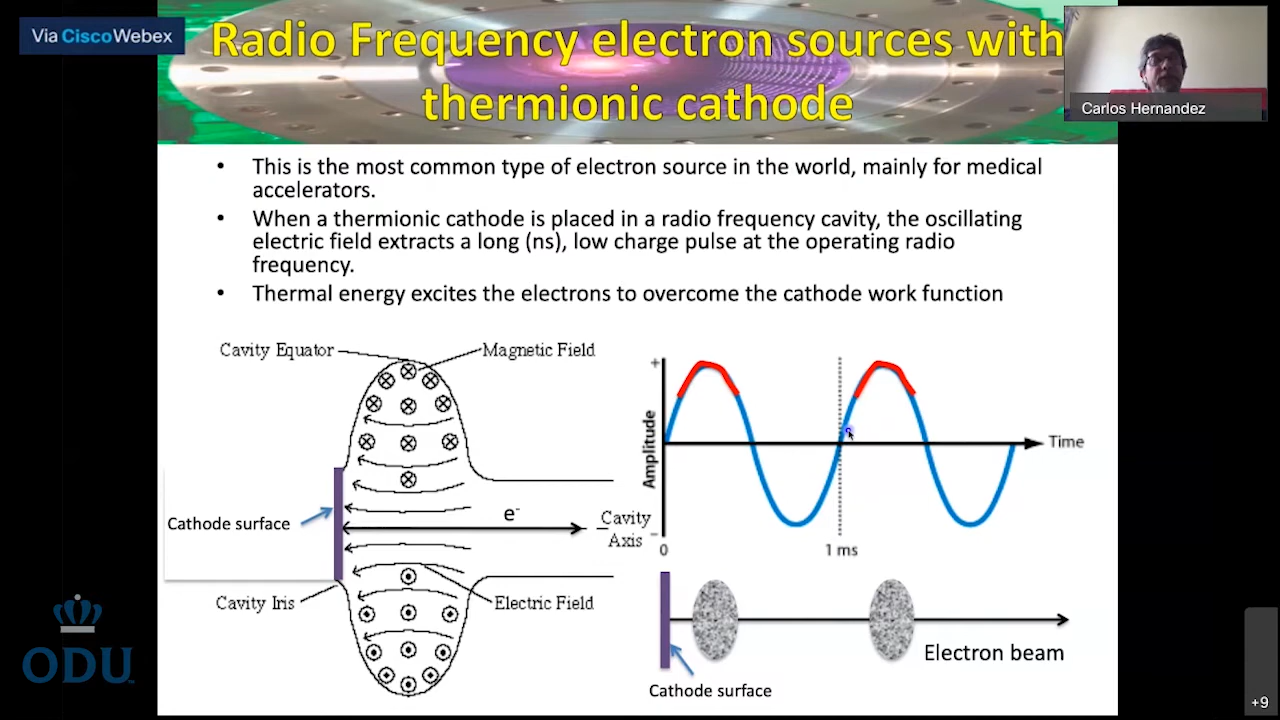 Via CiscoWebex
Radio Frequency electron sources with
thermionic cathode
Carlos Hernandez
• This is the most common type of electron source in the world, mainly for medical
accelerators.
• When a thermionic cathode is placed in a radio frequency cavity, the oscillating
electric field extracts a long (ns), low charge pulse at the operating radio
frequency.
• Thermal energy excites the electrons to overcome the cathode work function
Cavity Equator
Magnetic Field
Cathode surface
e-
Cavity
Axis
Cavity Iris
Electric Field
+
Amplitude
Time
−
0
1 ms
Electron beam
Cathode surface
ODU
+9